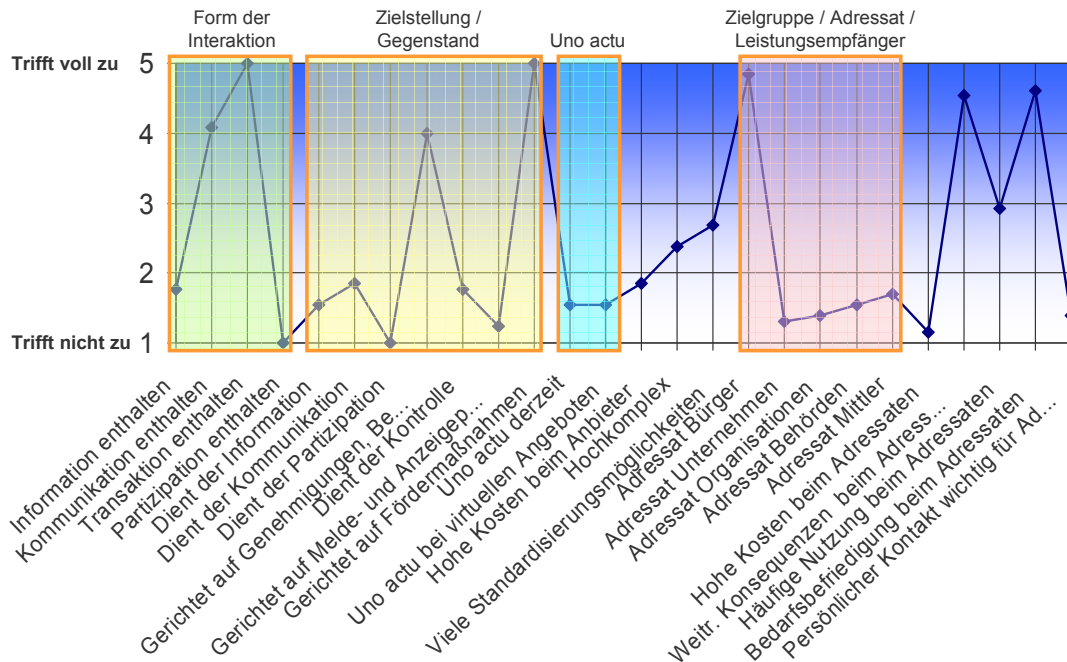 Form der
Interaktion
Zielstellung /
Gegenstand
Uno actu
Zielgruppe / Adressat /
Leistungsempfänger
Trifft voll zu
5
4
3
2
Trifft nicht zu
1
Information enthalten
Kommunikation enthalten
Transaktion enthalten
Partizipation enthalten
Dient der Information
Dient der Kommunikation
Dient der Partizipation
Gerichtet auf Genehmigungen, Be...
Dient der Kontrolle
Gerichtet auf Melde- und Anzeigep...
Gerichtet auf Fördermaßnahmen
Uno actu derzeit
Uno actu bei virtuellen Angeboten
Hohe Kosten beim Anbieter
Hochkomplex
Viele Standardisierungsmöglichkeiten
Adressat Bürger
Adressat Unternehmen
Adressat Organisationen
Adressat Behörden
Adressat Mittler
Hohe Kosten beim Adressaten
Weitr. Konsequenzen beim Adress...
Häufige Nutzung beim Adressaten
Bedarfsbefriedigung beim Adressaten
Persönlicher Kontakt wichtig für Ad...